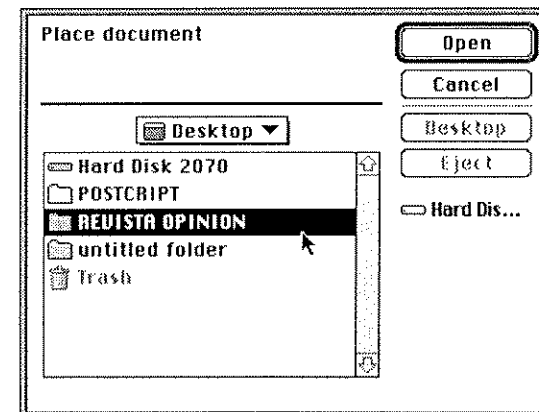 Place document
Open
Cancel
Desktop
Desktop
Eject
Hard Disk 2070
POSTCRIPT
REVISTA OPINION
untitled folder
Trash
Hard Dis...